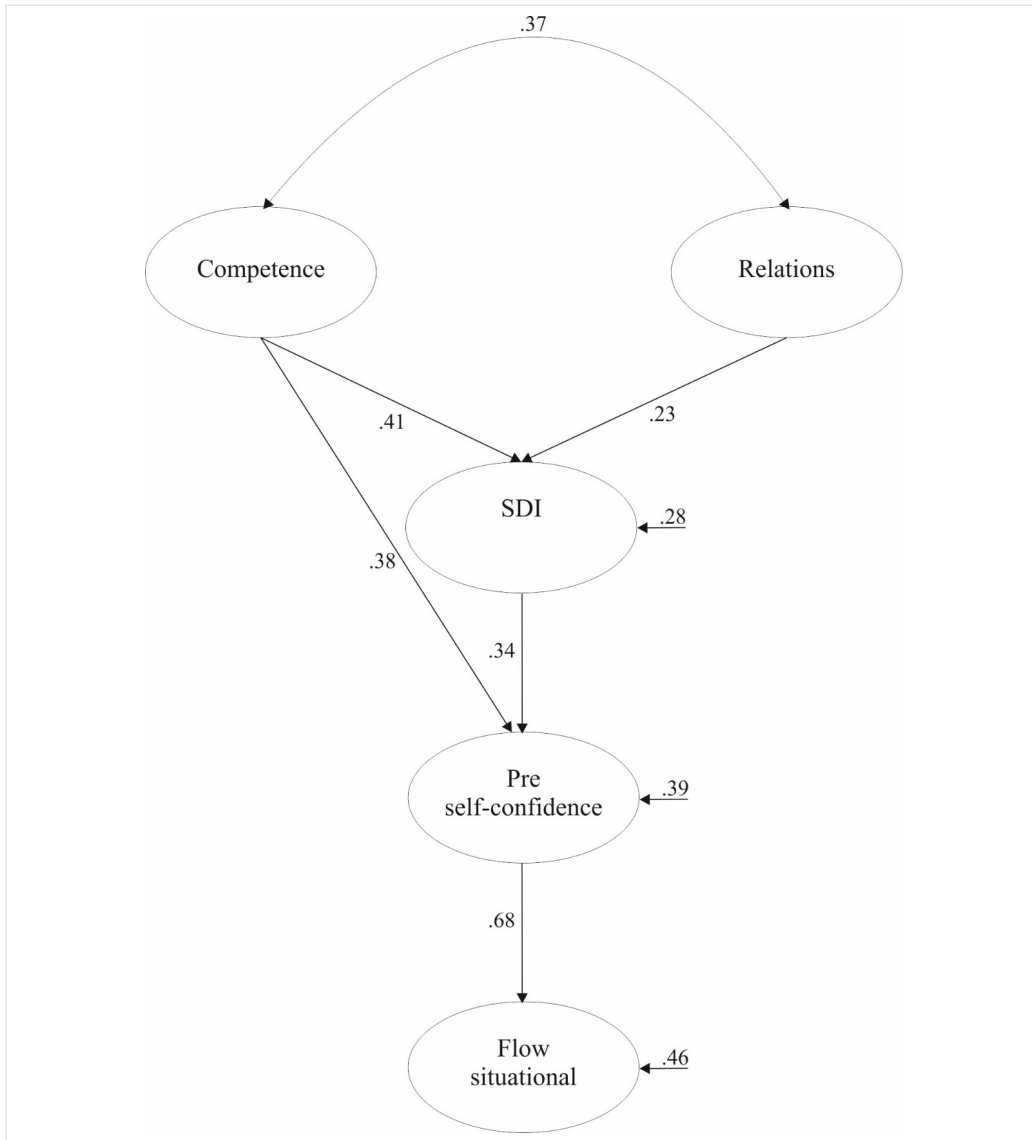 .37
Competence
Relations
.41
.23
SDI
.28
.38
.34
Pre
self-confidence
.39
.68
Flow
situational
.46